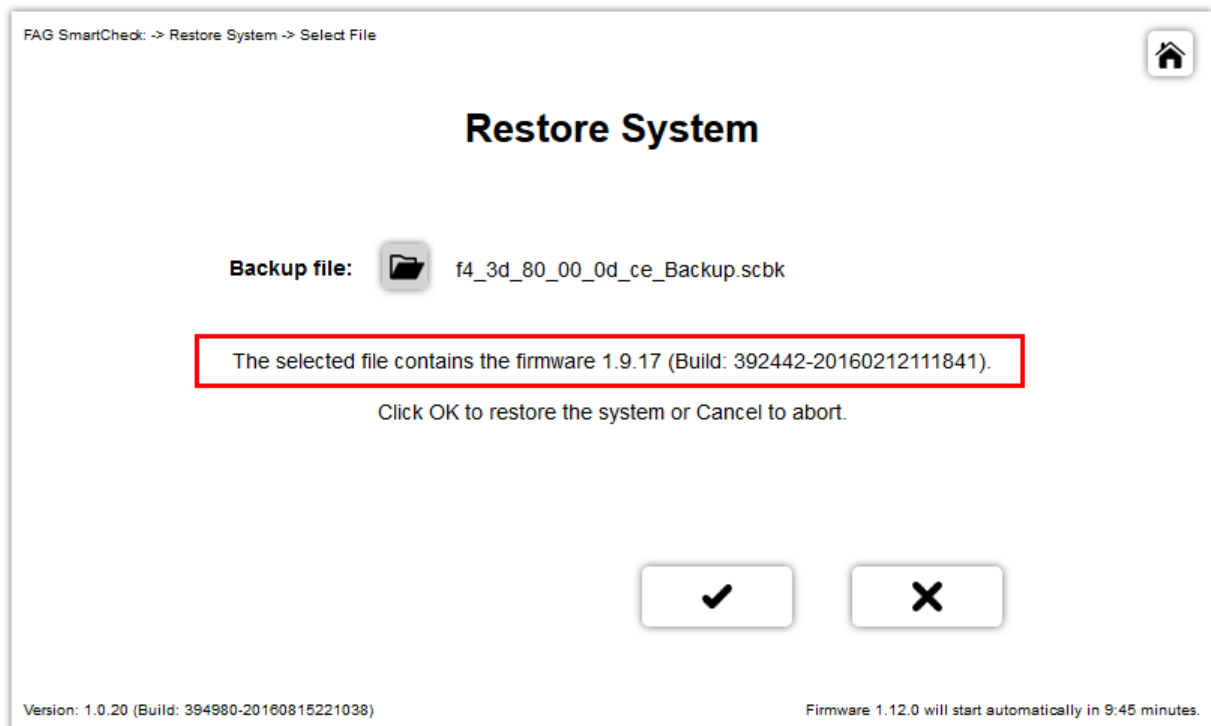 FAG SmartCheck: -> Restore System -> Select File
Restore System
Backup file: f4_3d_80_00_0d_ce_Backup.scbk
The selected file contains the firmware 1.9.17 (Build: 392442-20160212111841).
Click OK to restore the system or Cancel to abort.
Version: 1.0.20 (Build: 394980-20160815221038) Firmware 1.12.0 will start automatically in 9:45 minutes.